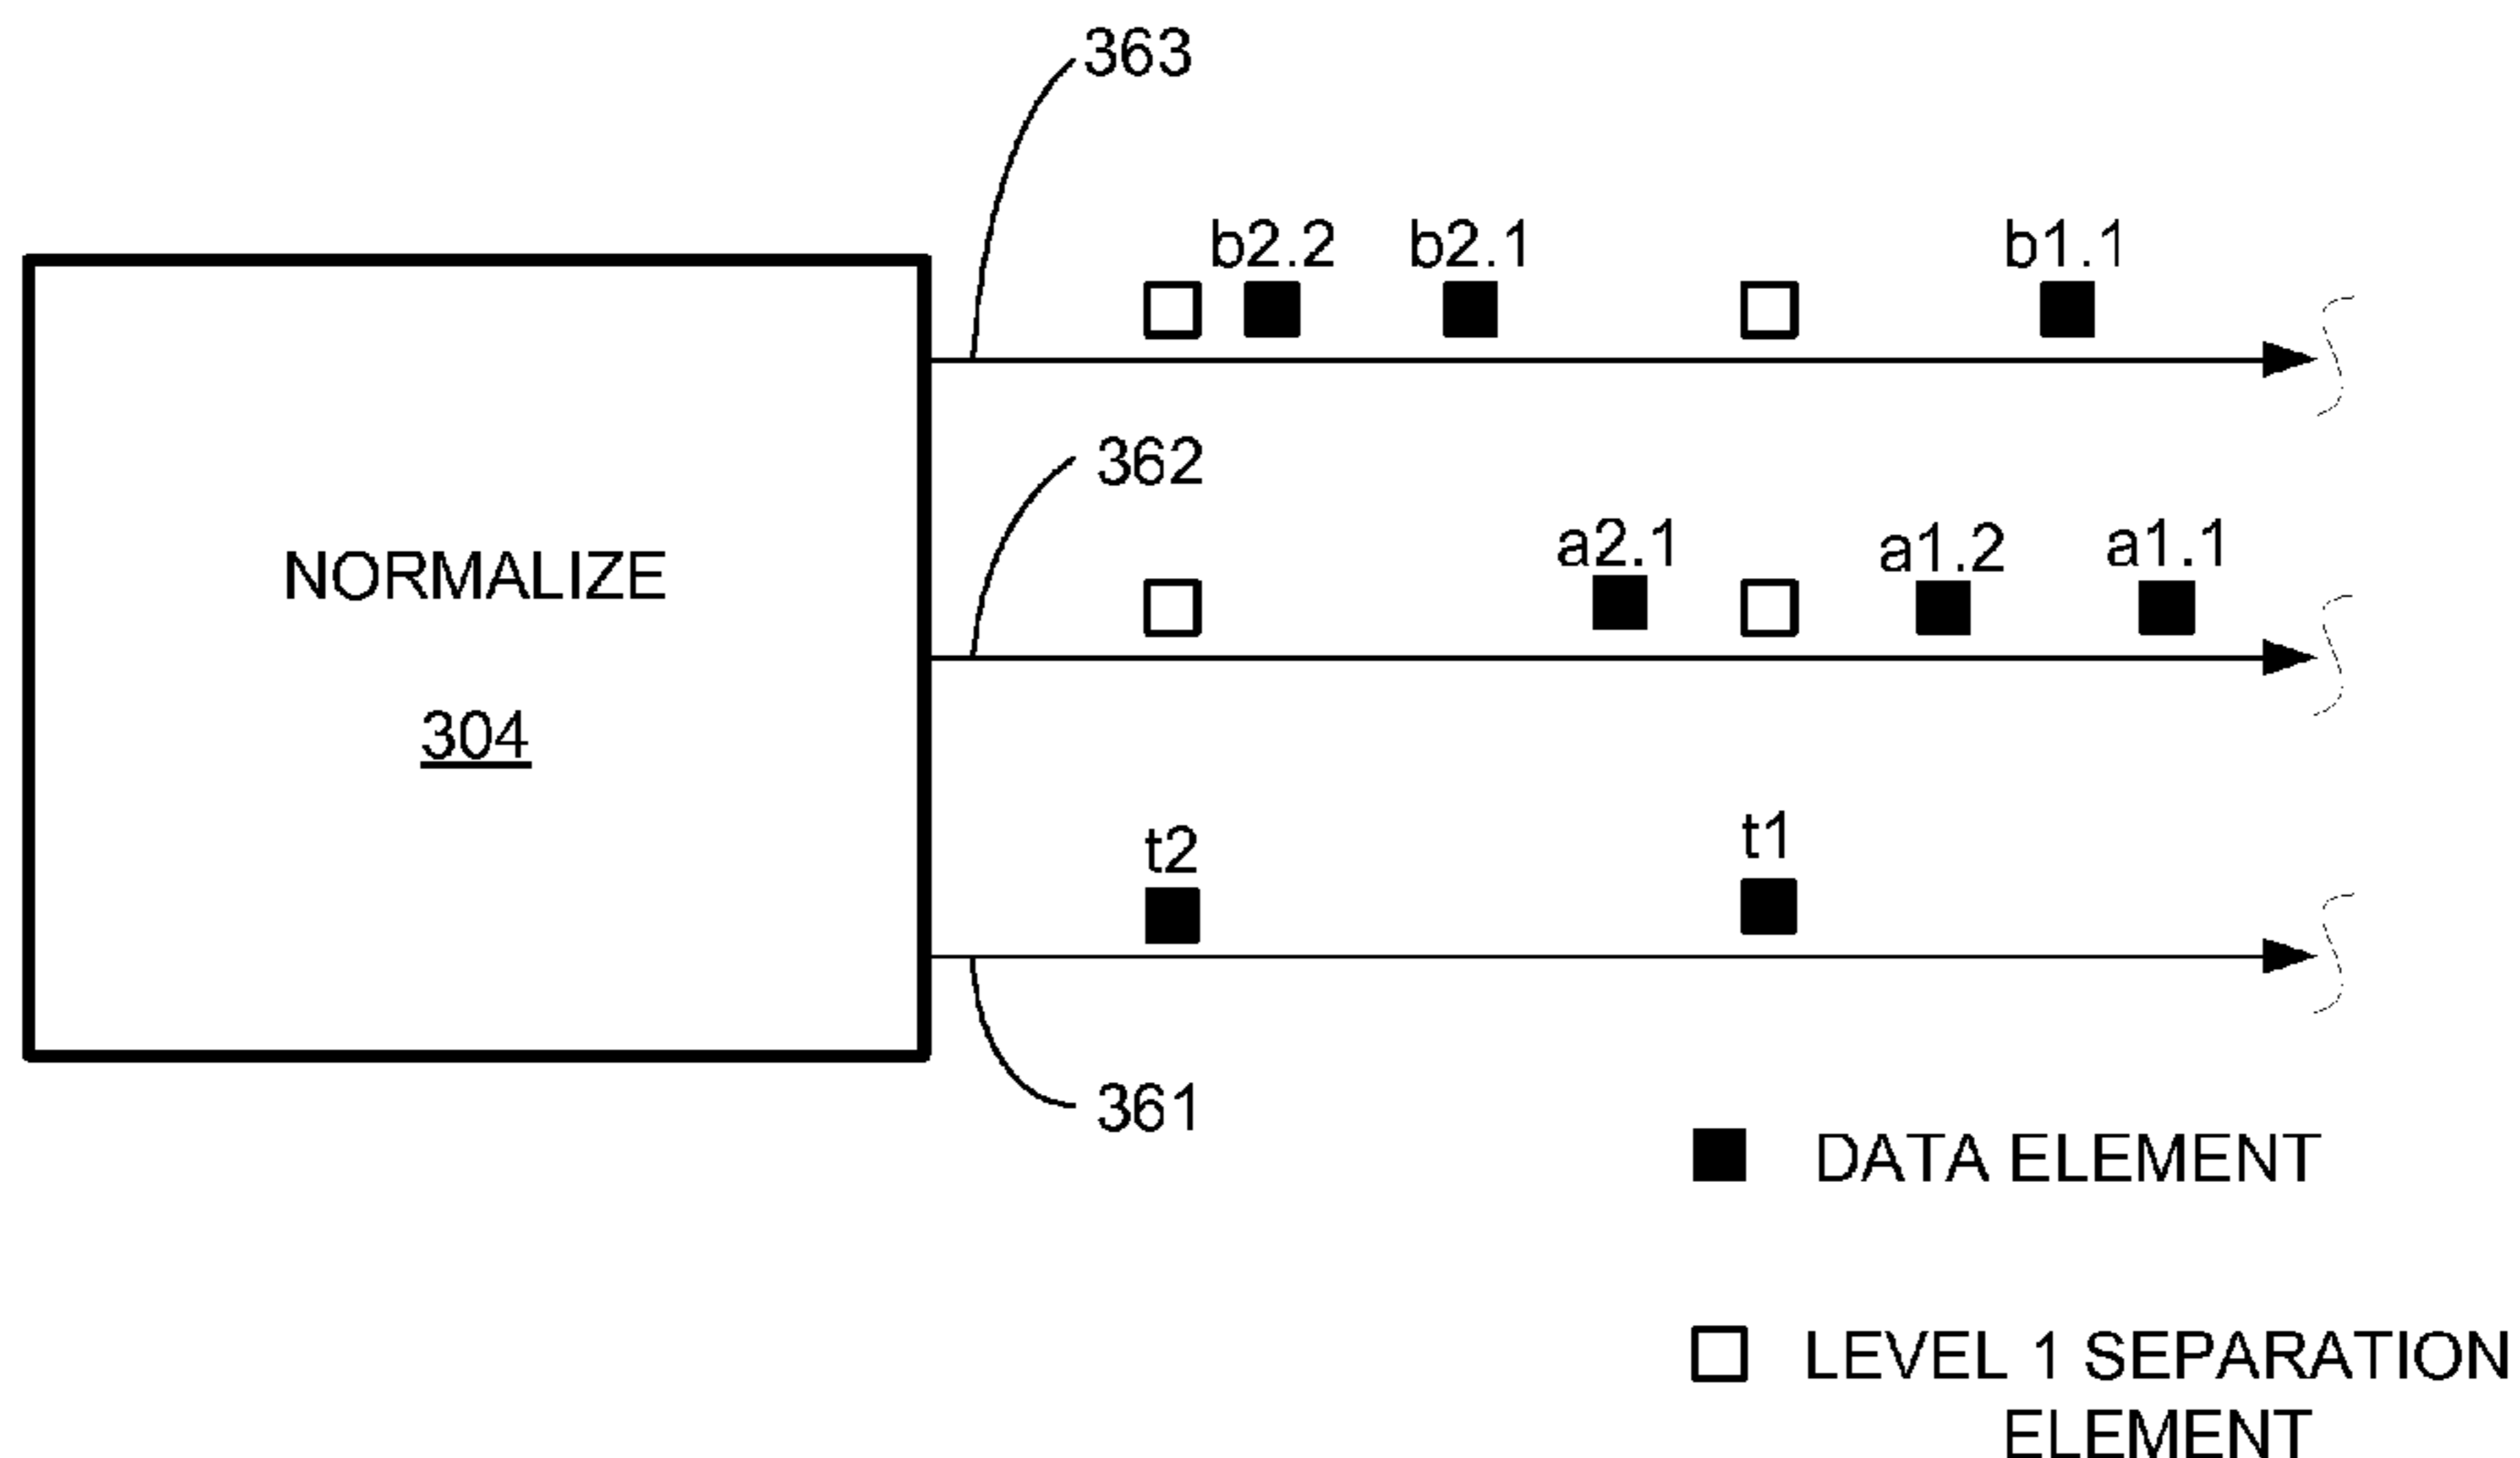 363
b2.2 b2.1 b1.1
362
a2.1 a1.2 a1.1
NORMALIZE
304
t2 t1
361
DATA ELEMENT
LEVEL 1 SEPARATION
ELEMENT